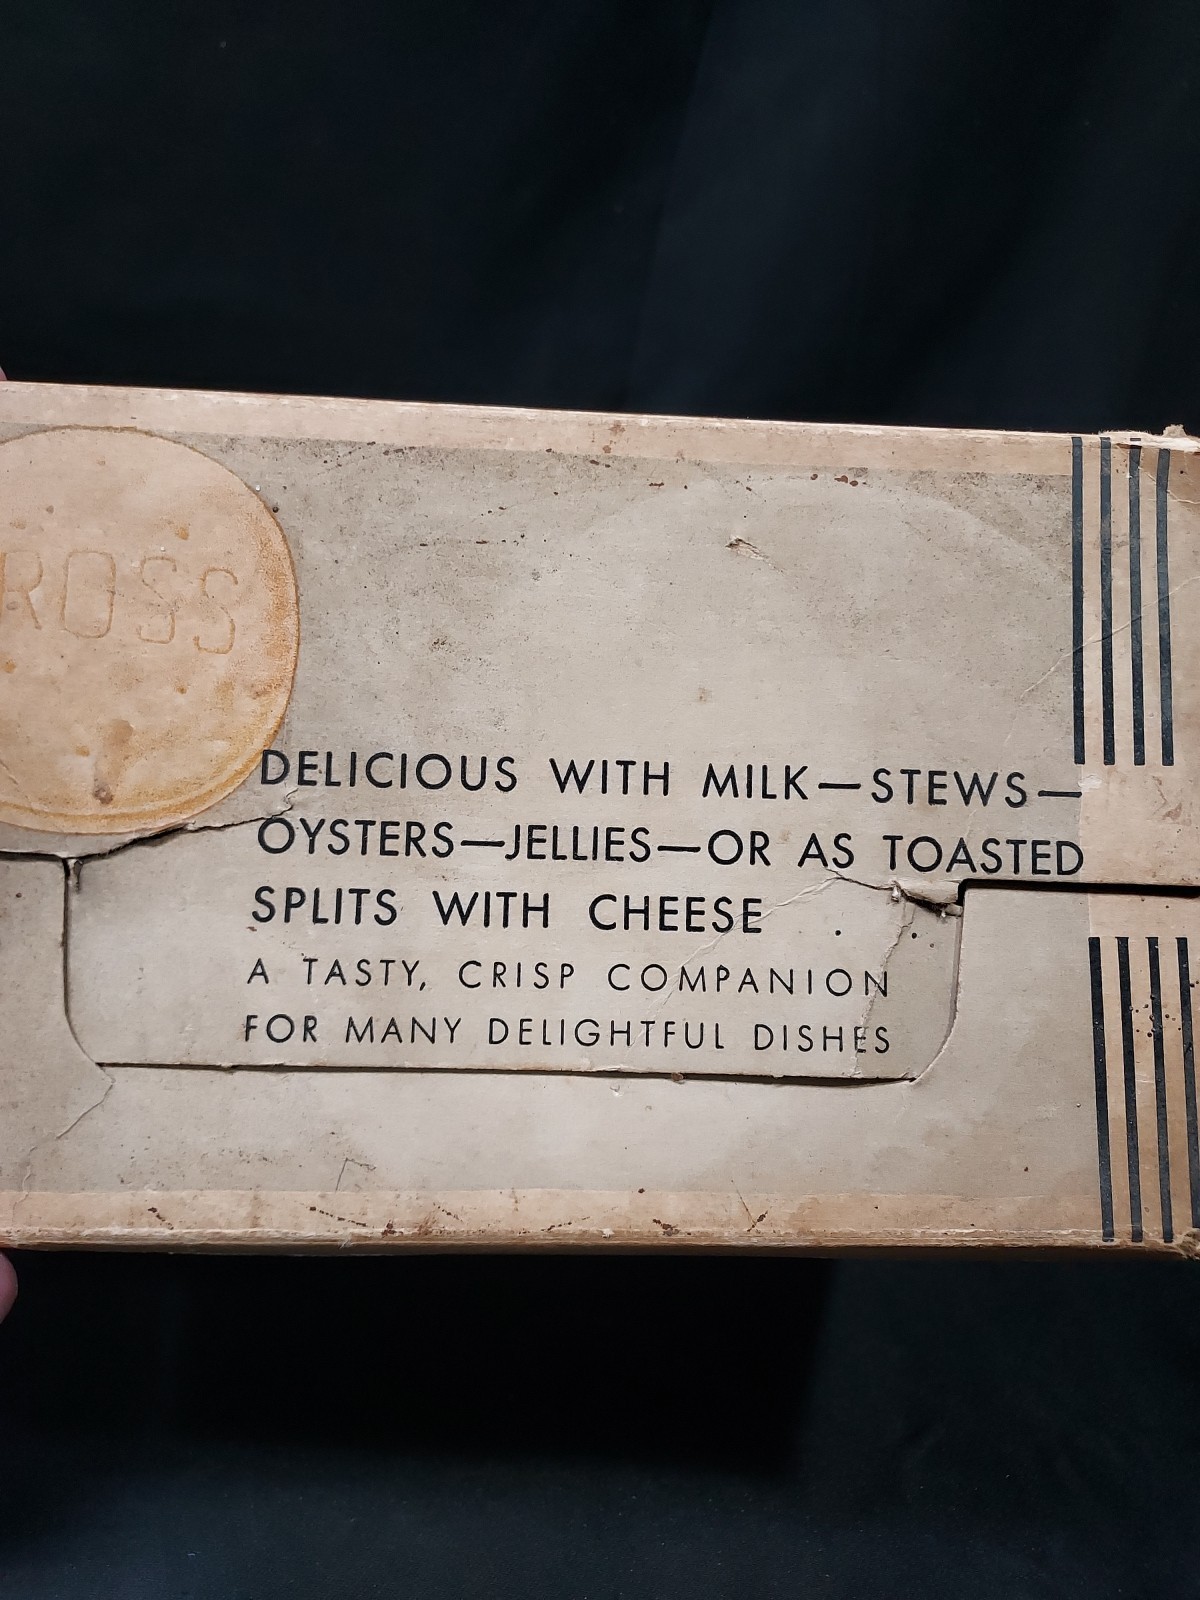 ROSS
DELICIOUS WITH MILK—STEWS—
OYSTERS—JELLIES—OR AS TOASTED
SPLITS WITH CHEESE .
A TASTY, CRISP COMPANION
FOR MANY DELIGHTFUL DISHES